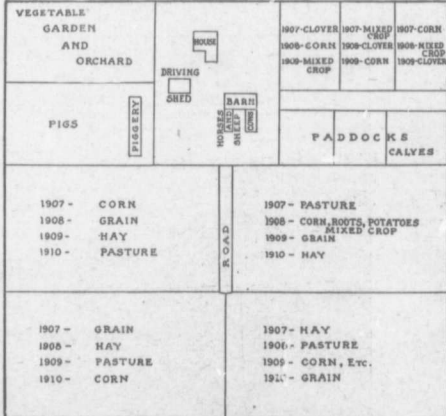 VEGETABLE
GARDEN
AND
ORCHARD
HOUSE
DRIVING
SHED
BARN
HORSES
AND
SHEEP
COWS
1907-CLOVER
1908-CORN
1909-MIXED
CROP
1907-MIXED
CROP
1908-CLOVER
1909-CORN
1907-CORN
1908-MIXED
CROP
1909-CLOVER
PIGS
PIGGERY
PADDOCKS
CALVES
1907- CORN
1908- GRAIN
1909- HAY
1910- PASTURE
ROAD
1907- PASTURE
1908- CORN, ROOTS, POTATOES
MIXED CROP
1909- GRAIN
1910- HAY
1907- GRAIN
1908- HAY
1909- PASTURE
1910- CORN
1907- HAY
1908- PASTURE
1909- CORN, ETC.
1910- GRAIN